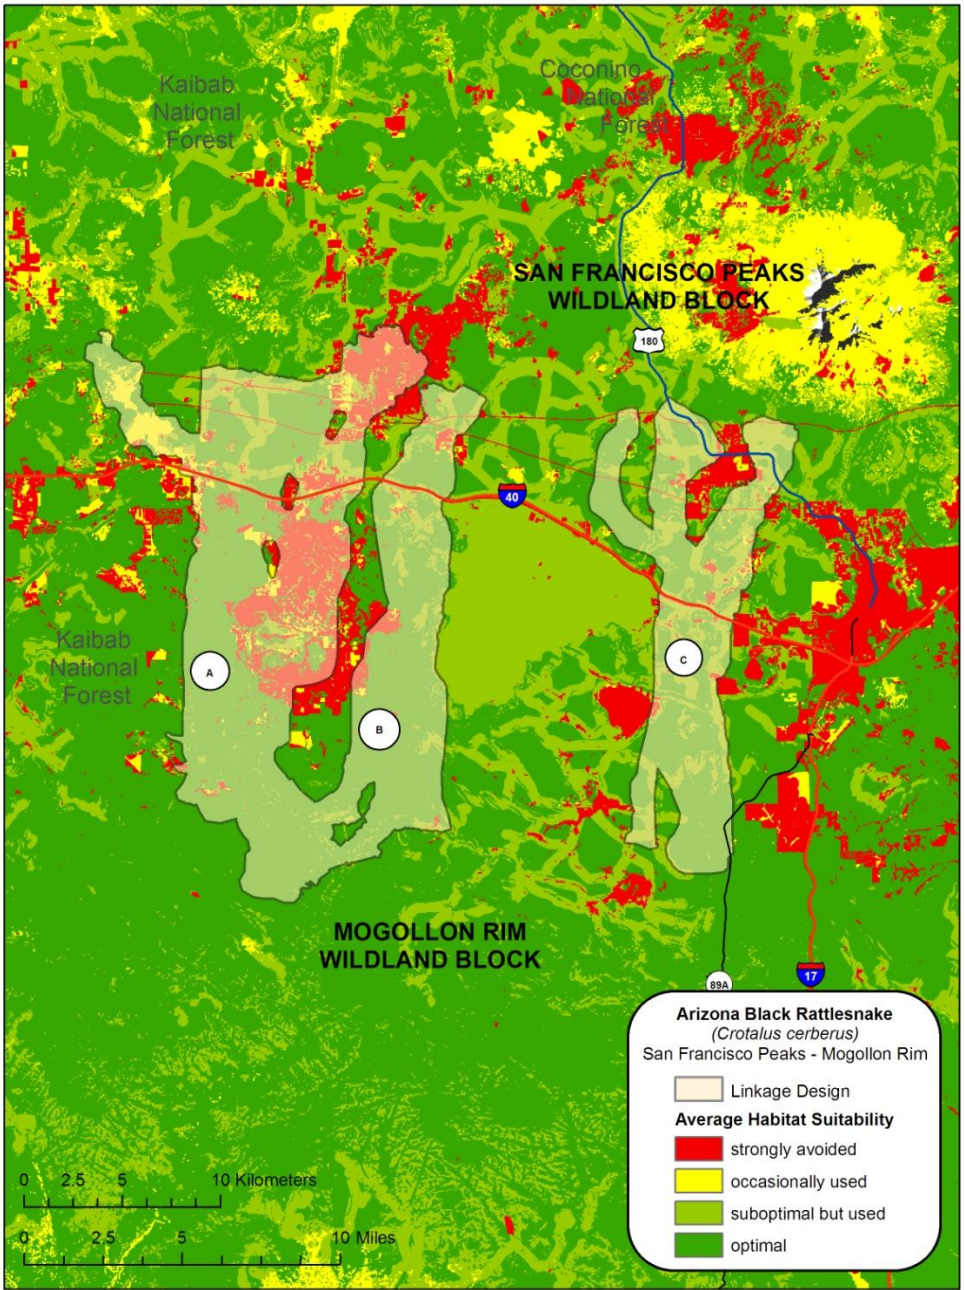 Kaibab
National
Forest
Coconino
National
Forest
SAN FRANCISCO PEAKS
WILDLAND BLOCK
180
40
Kaibab
National
Forest
A
B
C
MOGOLLON RIM
WILDLAND BLOCK
89A
17
Arizona Black Rattlesnake
(Crotalus cerberus)
San Francisco Peaks - Mogollon Rim
Linkage Design
Average Habitat Suitability
strongly avoided
occasionally used
suboptimal but used
optimal
0 2.5 5 10 Kilometers
0 2.5 5 10 Miles